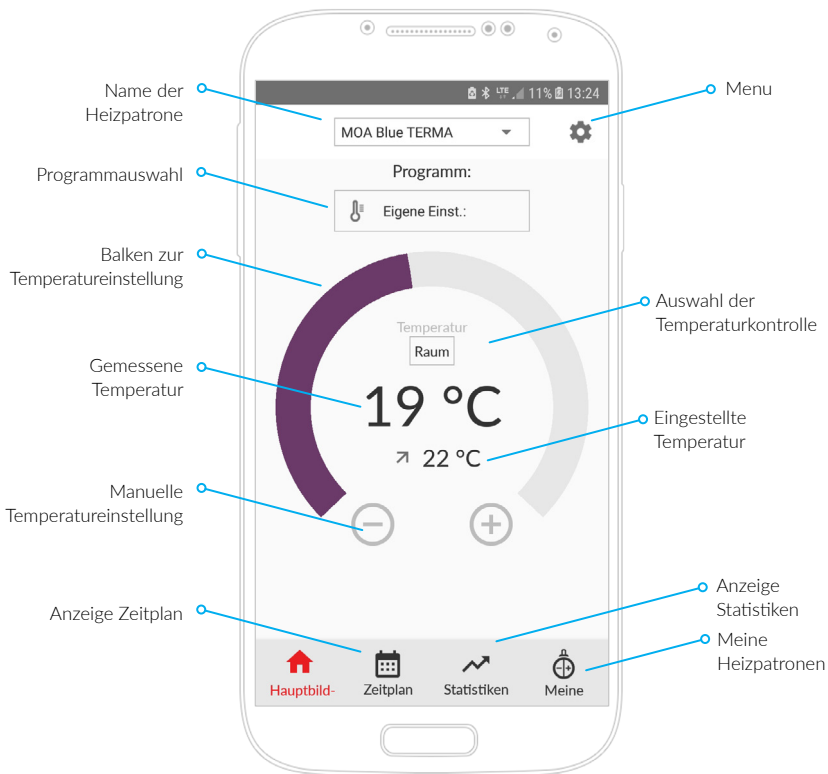 LTE 11% 13:24
Name der
Heizpatrone
Menu
MOA Blue TERMA
Programmauswahl
Programm:
Eigene Einst.:
Balken zur
Temperatureinstellung
Auswahl der
Temperaturkontrolle
Temperatur
Raum
Gemessene
Temperatur
19 °C
Eingestellte
Temperatur
22 °C
Manuelle
Temperatureinstellung
Anzeige Zeitplan
Anzeige
Statistiken
Meine
Heizpatronen
Hauptbild-
Zeitplan
Statistiken
Meine